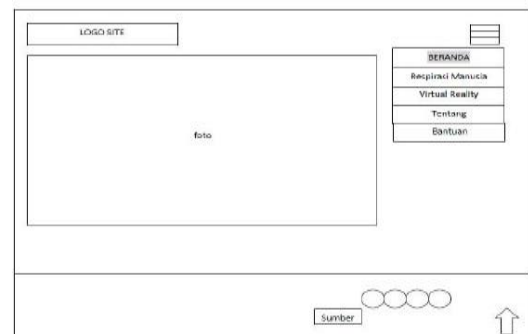 LOGO SITE
BERANDA
Respirasi Manusia
Virtual Reality
Tentang
Bantuan
foto
Sumber